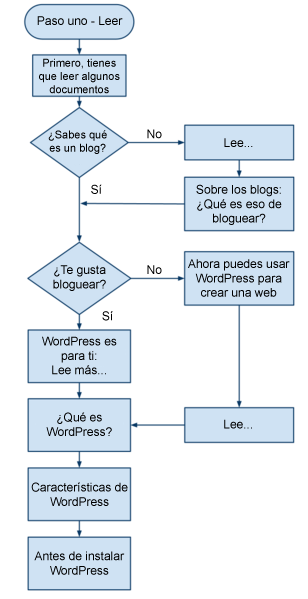 Paso uno - Leer
Primero, tienes
que leer algunos
documentos
¿Sabes qué
es un blog?
No
Lee...
Sí
Sobre los blogs:
¿Qué es eso de
bloguear?
¿Te gusta
bloguear?
No
Ahora puedes usar
WordPress para
crear una web
Sí
WordPress es
para ti:
Lee más...
¿Qué es
WordPress?
Lee...
Características de
WordPress
Antes de instalar
WordPress